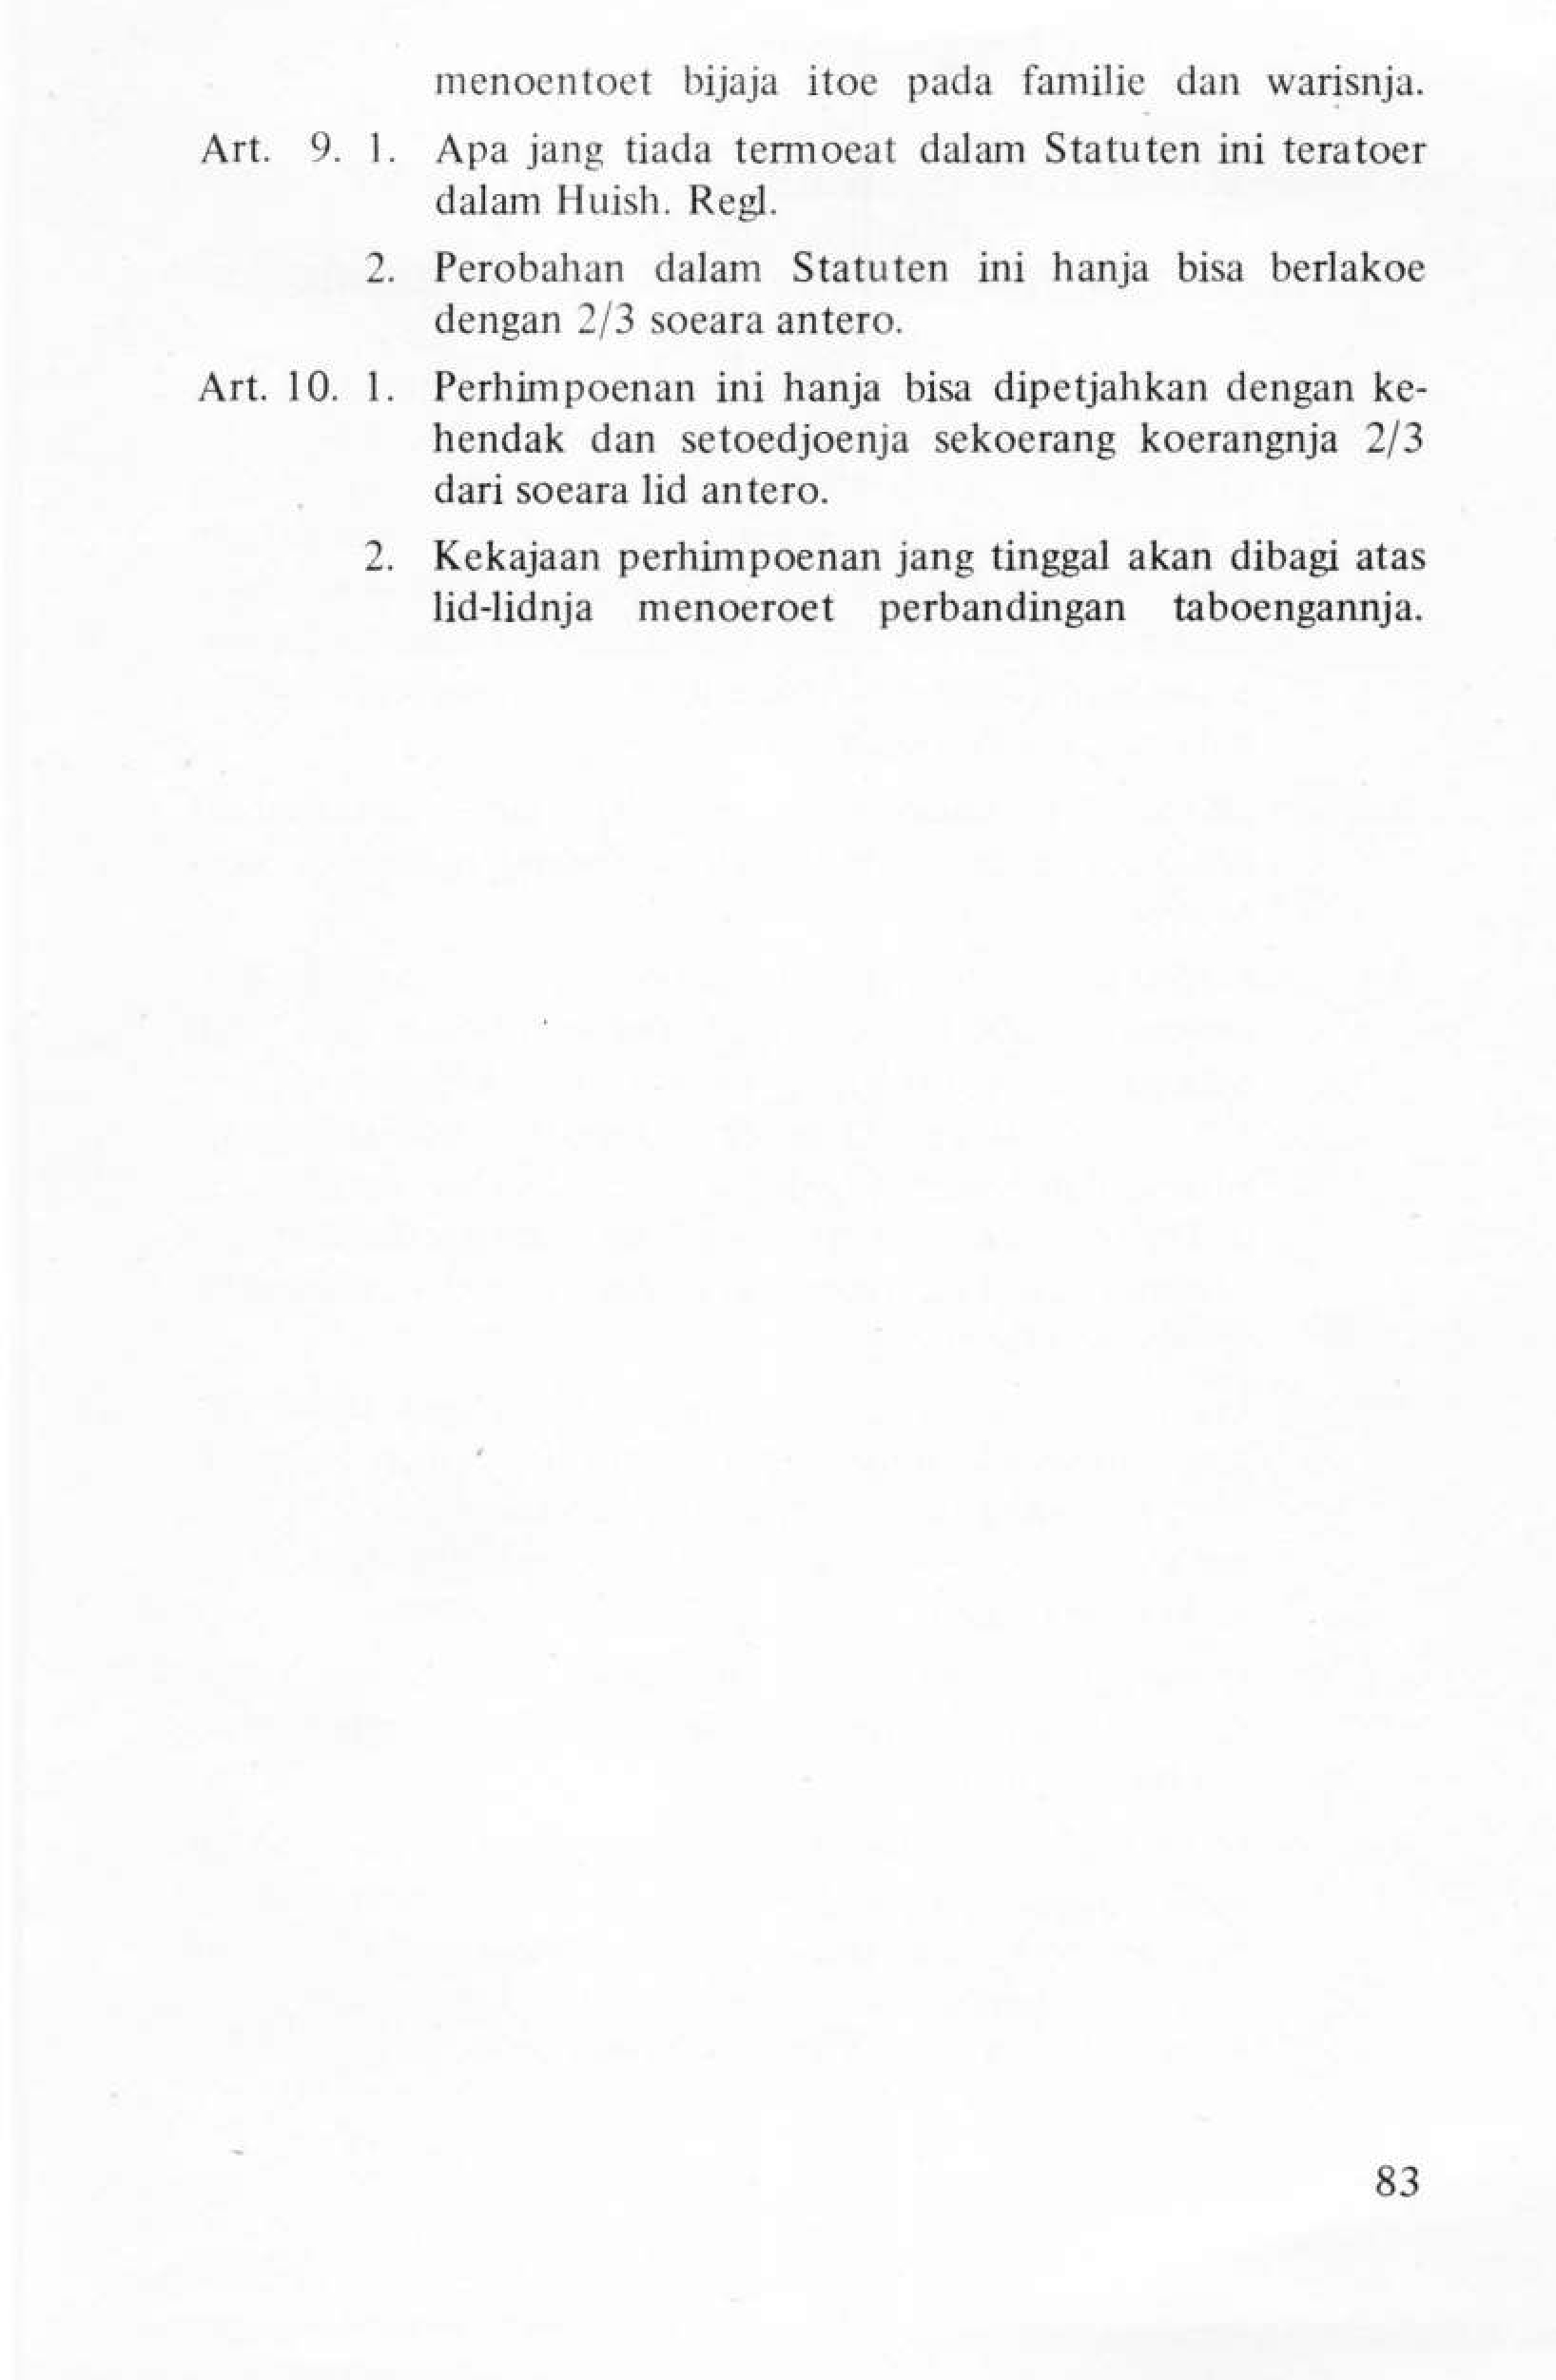 menoentoet bijaja itoe pada familie dan warisnja.
Art. 9. 1. Apa jang tiada termoeat dalam Statuten ini teratoer
dalam Huish. Regl.
2. Perobahan dalam Statuten ini hanja bisa berlakoe
dengan 2/3 soeara antero.
Art. 10. 1. Perhimpoenan ini hanja bisa dipetjahkan dengan ke-
hendak dan setoedjoenja sekoerang koerangnja 2/3
dari soeara lid antero.
2. Kekajaan perhimpoenan jang tinggal akan dibagi atas
lid-lidnja menoeroet perbandingan taboengannja.
83